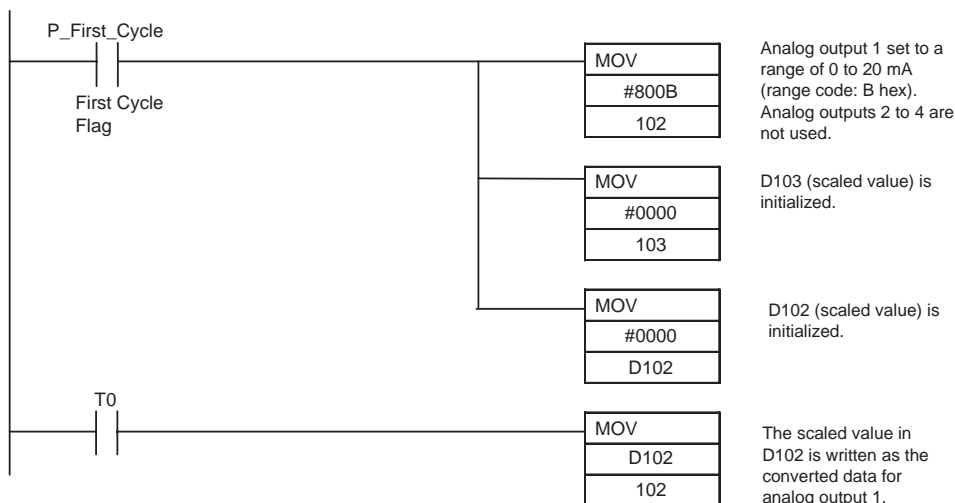 P_First_Cycle
First Cycle
Flag
MOV
#800B
102
Analog output 1 set to a
range of 0 to 20 mA
(range code: B hex).
Analog outputs 2 to 4 are
not used.
MOV
#0000
103
D103 (scaled value) is
initialized.
MOV
#0000
D102
D102 (scaled value) is
initialized.
T0
MOV
D102
102
The scaled value in
D102 is written as the
converted data for
analog output 1.